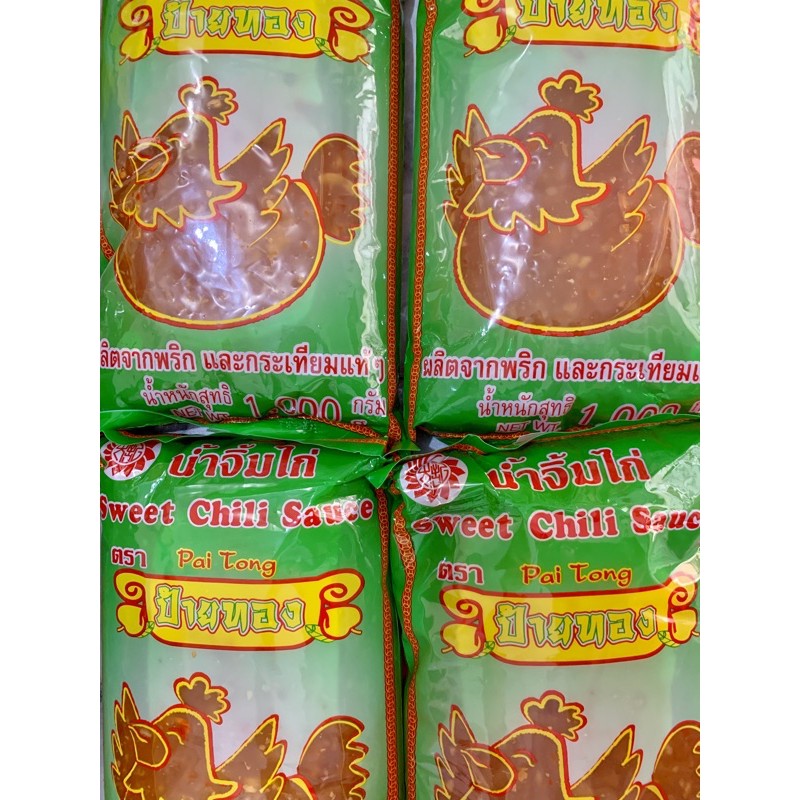 ป้ายทอง
ป้ายทอง
ลิตจากพริก และกระเทียมแท้ๆ
น้ำหนักสุทธิ
NET
กรัม
ผลิตจากพริก และกระเทียมแ
น้ำหนักสุทธิ
NET WT.
น้ำจิ้มไก่
Sweet Chili Sauce
ตรา Pai Tong
ป้ายทอง
น้ำจิ้มไก่
Sweet Chili Sauc
ตรา Pai Tong
ป้ายทอง